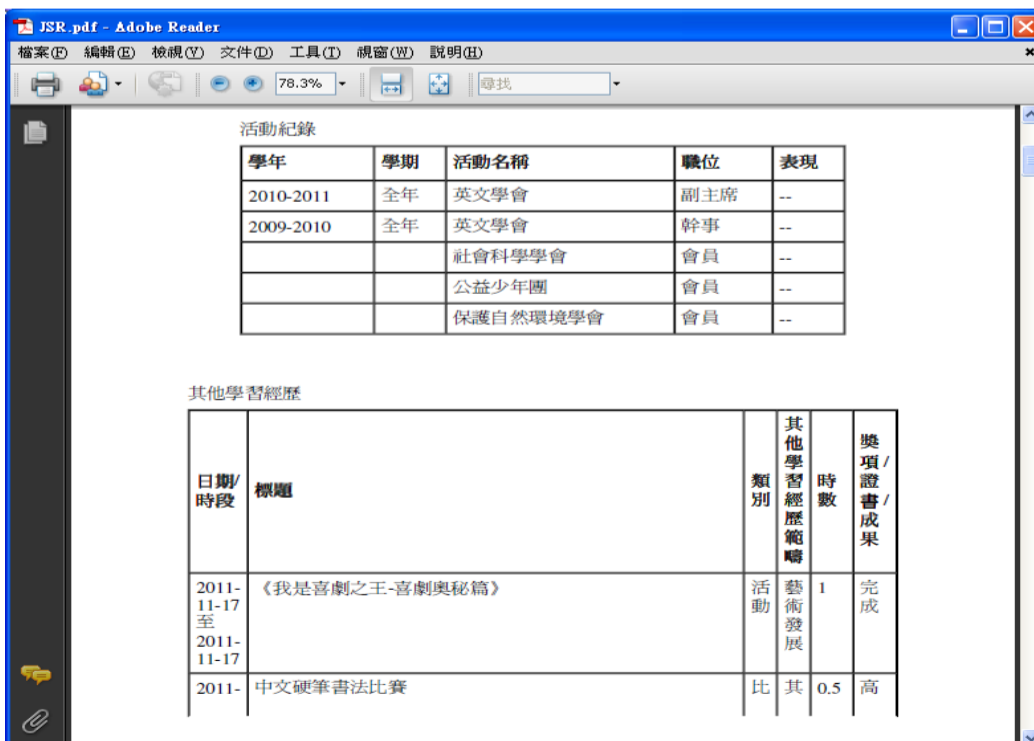 JSR.pdf - Adobe Reader
檔案(F) 編輯(E) 檢視(V) 文件(D) 工具(T) 視窗(W) 說明(H)
78.3% 尋找
活動紀錄
學年 學期 活動名稱 職位 表現
2010-2011 全年 英文學會 副主席 --
2009-2010 全年 英文學會 幹事 --
社會科學學會 會員 --
公益少年團 會員 --
保護自然環境學會 會員 --
其他學習經歷
日期/時段 標題 類別 其他學習經歷範疇 時數 獎項/證書/成果
2011-11-17至2011-11-17 《我是喜劇之王-喜劇奧秘篇》 活動 藝術發展 1 完成
2011- 中文硬筆書法比賽 比 其 0.5 高